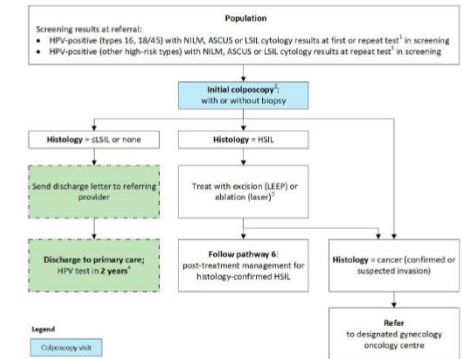 Population
Screening results at referral:
• HPV-positive (types 16, 18/45) with NILM, ASCUS or LSIL cytology results at first or repeat test¹ in screening
• HPV-positive (other high-risk types) with NILM, ASCUS or LSIL cytology results at repeat test¹ in screening
Initial colposcopy²:
with or without biopsy
Histology = ≤LSIL or none
Histology = HSIL
Send discharge letter to referring
provider
Treat with excision (LEEP) or
ablation (laser)³
Discharge to primary care;
HPV test in 2 years⁴
Follow pathway 6:
post-treatment management for
histology-confirmed HSIL
Histology = cancer (confirmed or
suspected invasion)
Refer
to designated gynecology
oncology centre
Legend
Colposcopy visit